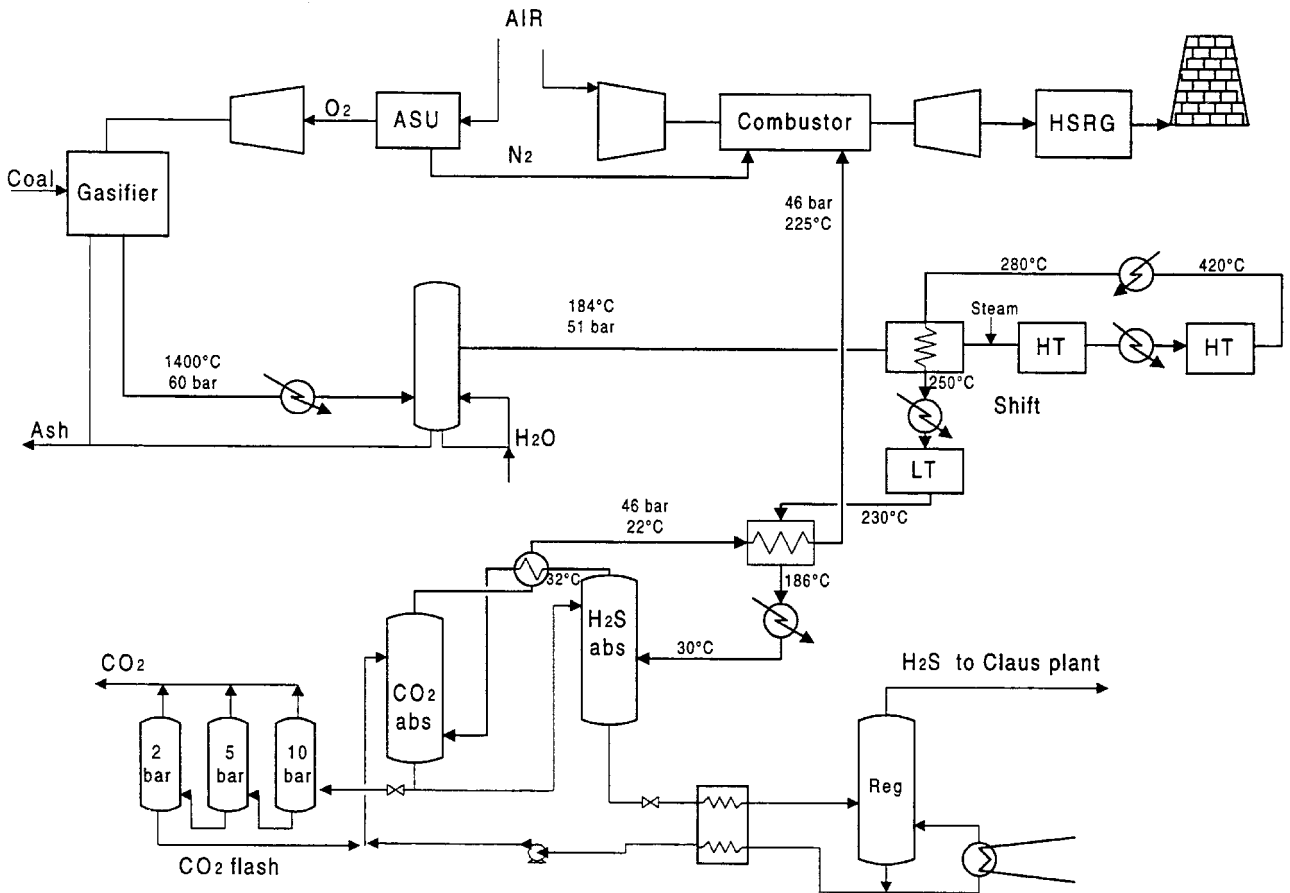 AIR
O2
ASU
Combustor
HSRG
N2
Coal
Gasifier
46 bar
225°C
280°C
420°C
184°C
51 bar
Steam
HT
HT
1400°C
60 bar
250°C
Shift
Ash
H2O
LT
46 bar
22°C
230°C
32°C
186°C
H2S
abs
30°C
H2S to Claus plant
CO2
CO2
abs
2
bar
5
bar
10
bar
Reg
CO2 flash